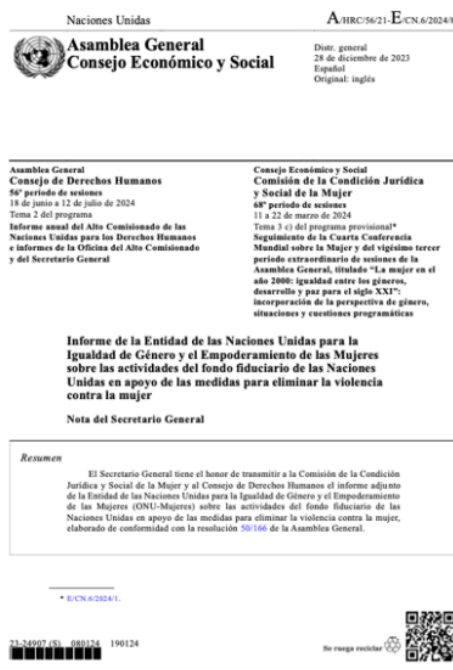 Naciones Unidas
A/HRC/56/21-E/CN.6/2024/8
Asamblea General
Consejo Económico y Social
Distr. general
28 de diciembre de 2023
Español
Original: inglés
Asamblea General
Consejo de Derechos Humanos
56º período de sesiones
18 de junio a 12 de julio de 2024
Tema 2 del programa
Informe anual del Alto Comisionado de las
Naciones Unidas para los Derechos Humanos
e informes de la Oficina del Alto Comisionado
y del Secretario General
Consejo Económico y Social
Comisión de la Condición Jurídica
y Social de la Mujer
68º período de sesiones
11 a 22 de marzo de 2024
Tema 3 c) del programa provisional*
Seguimiento de la Cuarta Conferencia
Mundial sobre la Mujer y del vigésimo tercer
período extraordinario de sesiones de la
Asamblea General, titulado “La mujer en el
año 2000: igualdad entre los géneros,
desarrollo y paz para el siglo XXI”:
incorporación de la perspectiva de género,
situaciones y cuestiones programáticas
Informe de la Entidad de las Naciones Unidas para la
Igualdad de Género y el Empoderamiento de las Mujeres
sobre las actividades del fondo fiduciario de las Naciones
Unidas en apoyo de las medidas para eliminar la violencia
contra la mujer
Nota del Secretario General
Resumen
El Secretario General tiene el honor de transmitir a la Comisión de la Condición
Jurídica y Social de la Mujer y al Consejo de Derechos Humanos el informe adjunto
de la Entidad de las Naciones Unidas para la Igualdad de Género y el Empoderamiento
de las Mujeres (ONU-Mujeres) sobre las actividades del fondo fiduciario de las
Naciones Unidas en apoyo de las medidas para eliminar la violencia contra la mujer,
elaborado de conformidad con la resolución 50/166 de la Asamblea General.
* E/CN.6/2024/1.
23-24907 (S) 080124 190124
Se ruega reciclar